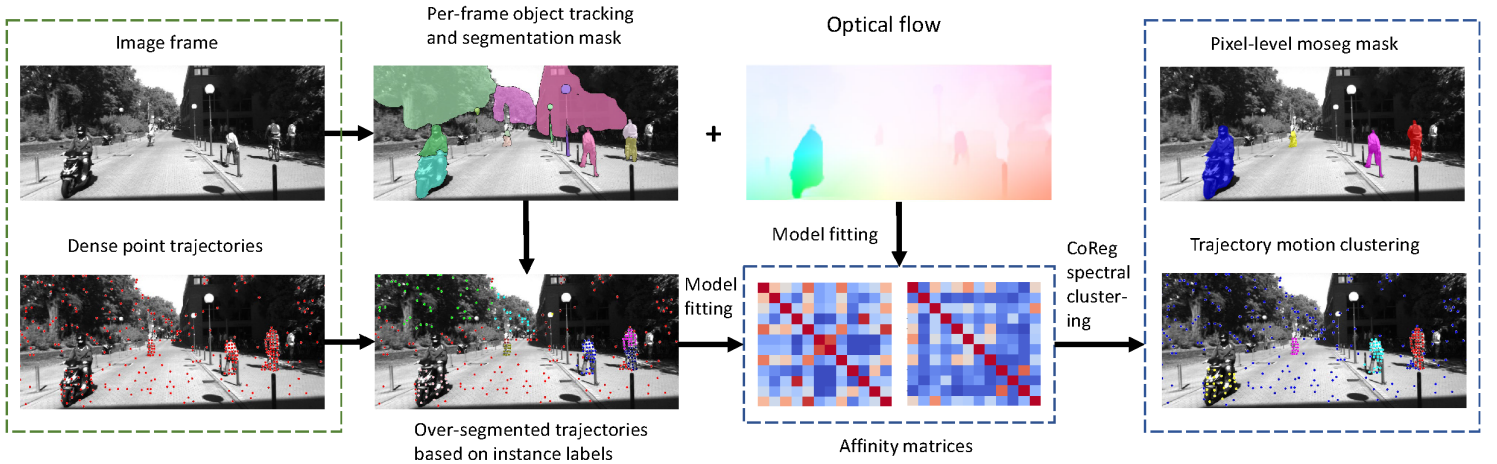 Image frame
Per-frame object tracking
and segmentation mask
Optical flow
Pixel-level moseg mask
+
Dense point trajectories
Model fitting
Trajectory motion clustering
Model
fitting
CoReg
spectral
cluster-
ing
Over-segmented trajectories
based on instance labels
Affinity matrices